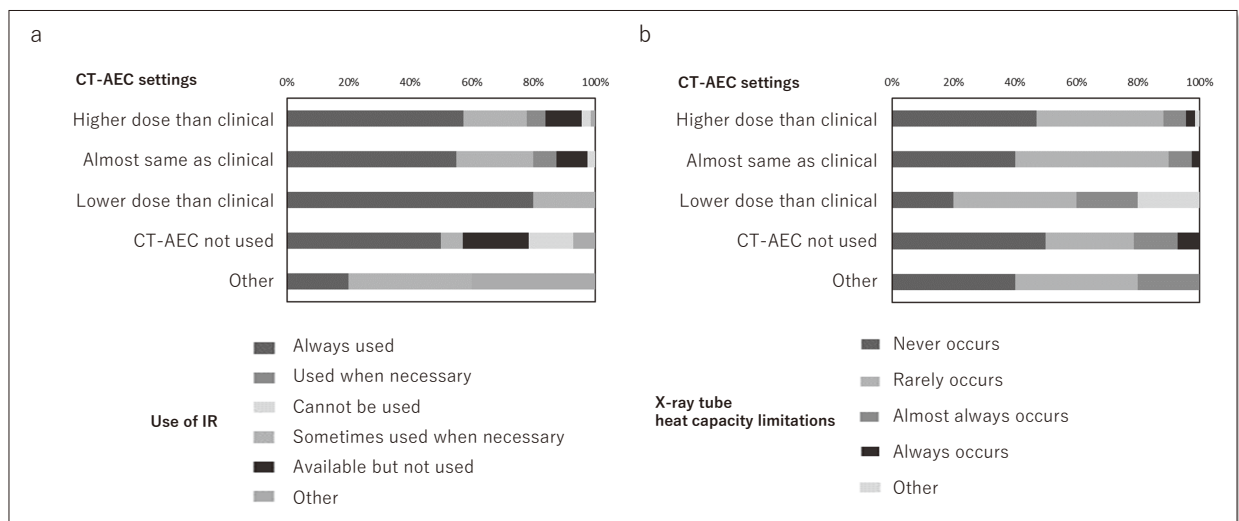 a
CT-AEC settings
0% 20% 40% 60% 80% 100%
Higher dose than clinical
Almost same as clinical
Lower dose than clinical
CT-AEC not used
Other
Use of IR
Always used
Used when necessary
Cannot be used
Sometimes used when necessary
Available but not used
Other
b
CT-AEC settings
0% 20% 40% 60% 80% 100%
Higher dose than clinical
Almost same as clinical
Lower dose than clinical
CT-AEC not used
Other
X-ray tube
heat capacity limitations
Never occurs
Rarely occurs
Almost always occurs
Always occurs
Other